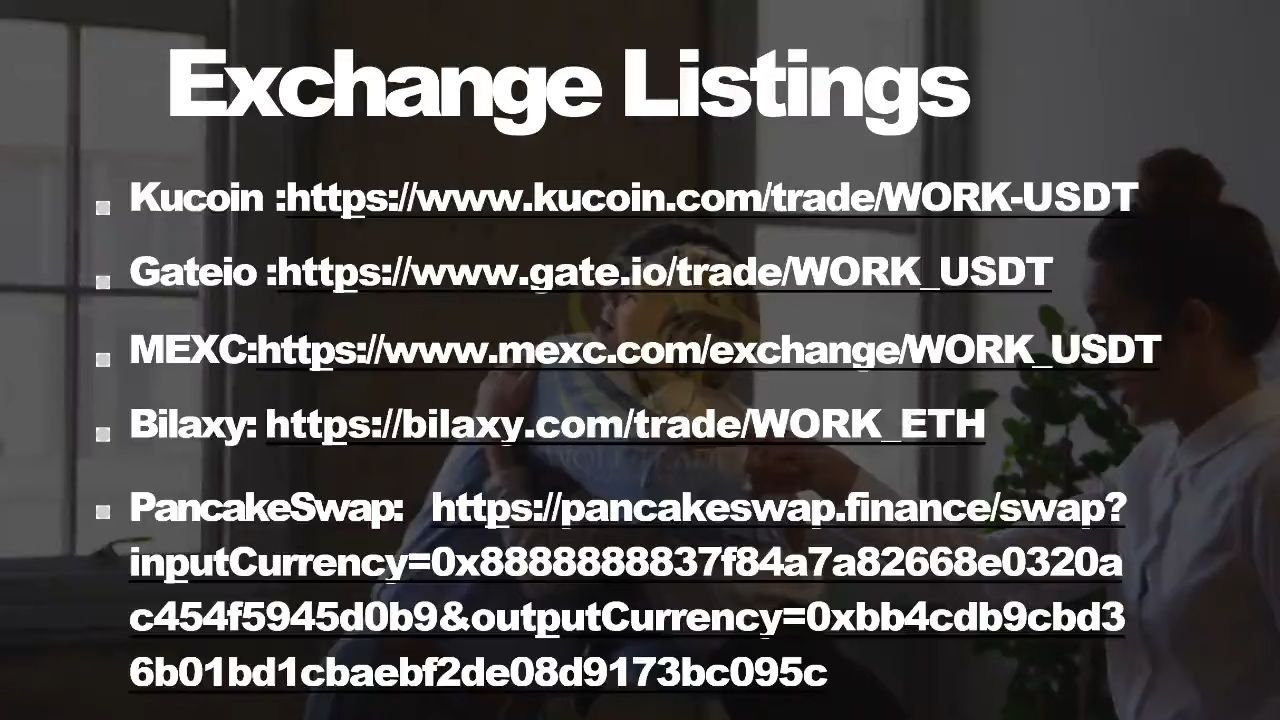 Exchange Listings
Kucoin :https://www.kucoin.com/trade/WORK-USDT
Gateio :https://www.gate.io/trade/WORK_USDT
MEXC:https://www.mexc.com/exchange/WORK_USDT
Bilaxy: https://bilaxy.com/trade/WORK_ETH
PancakeSwap: https://pancakeswap.finance/swap?
inputCurrency=0x8888888837f84a7a82668e0320a
c454f5945d0b9&outputCurrency=0xbb4cdb9cbd3
6b01bd1cbaebf2de08d9173bc095c